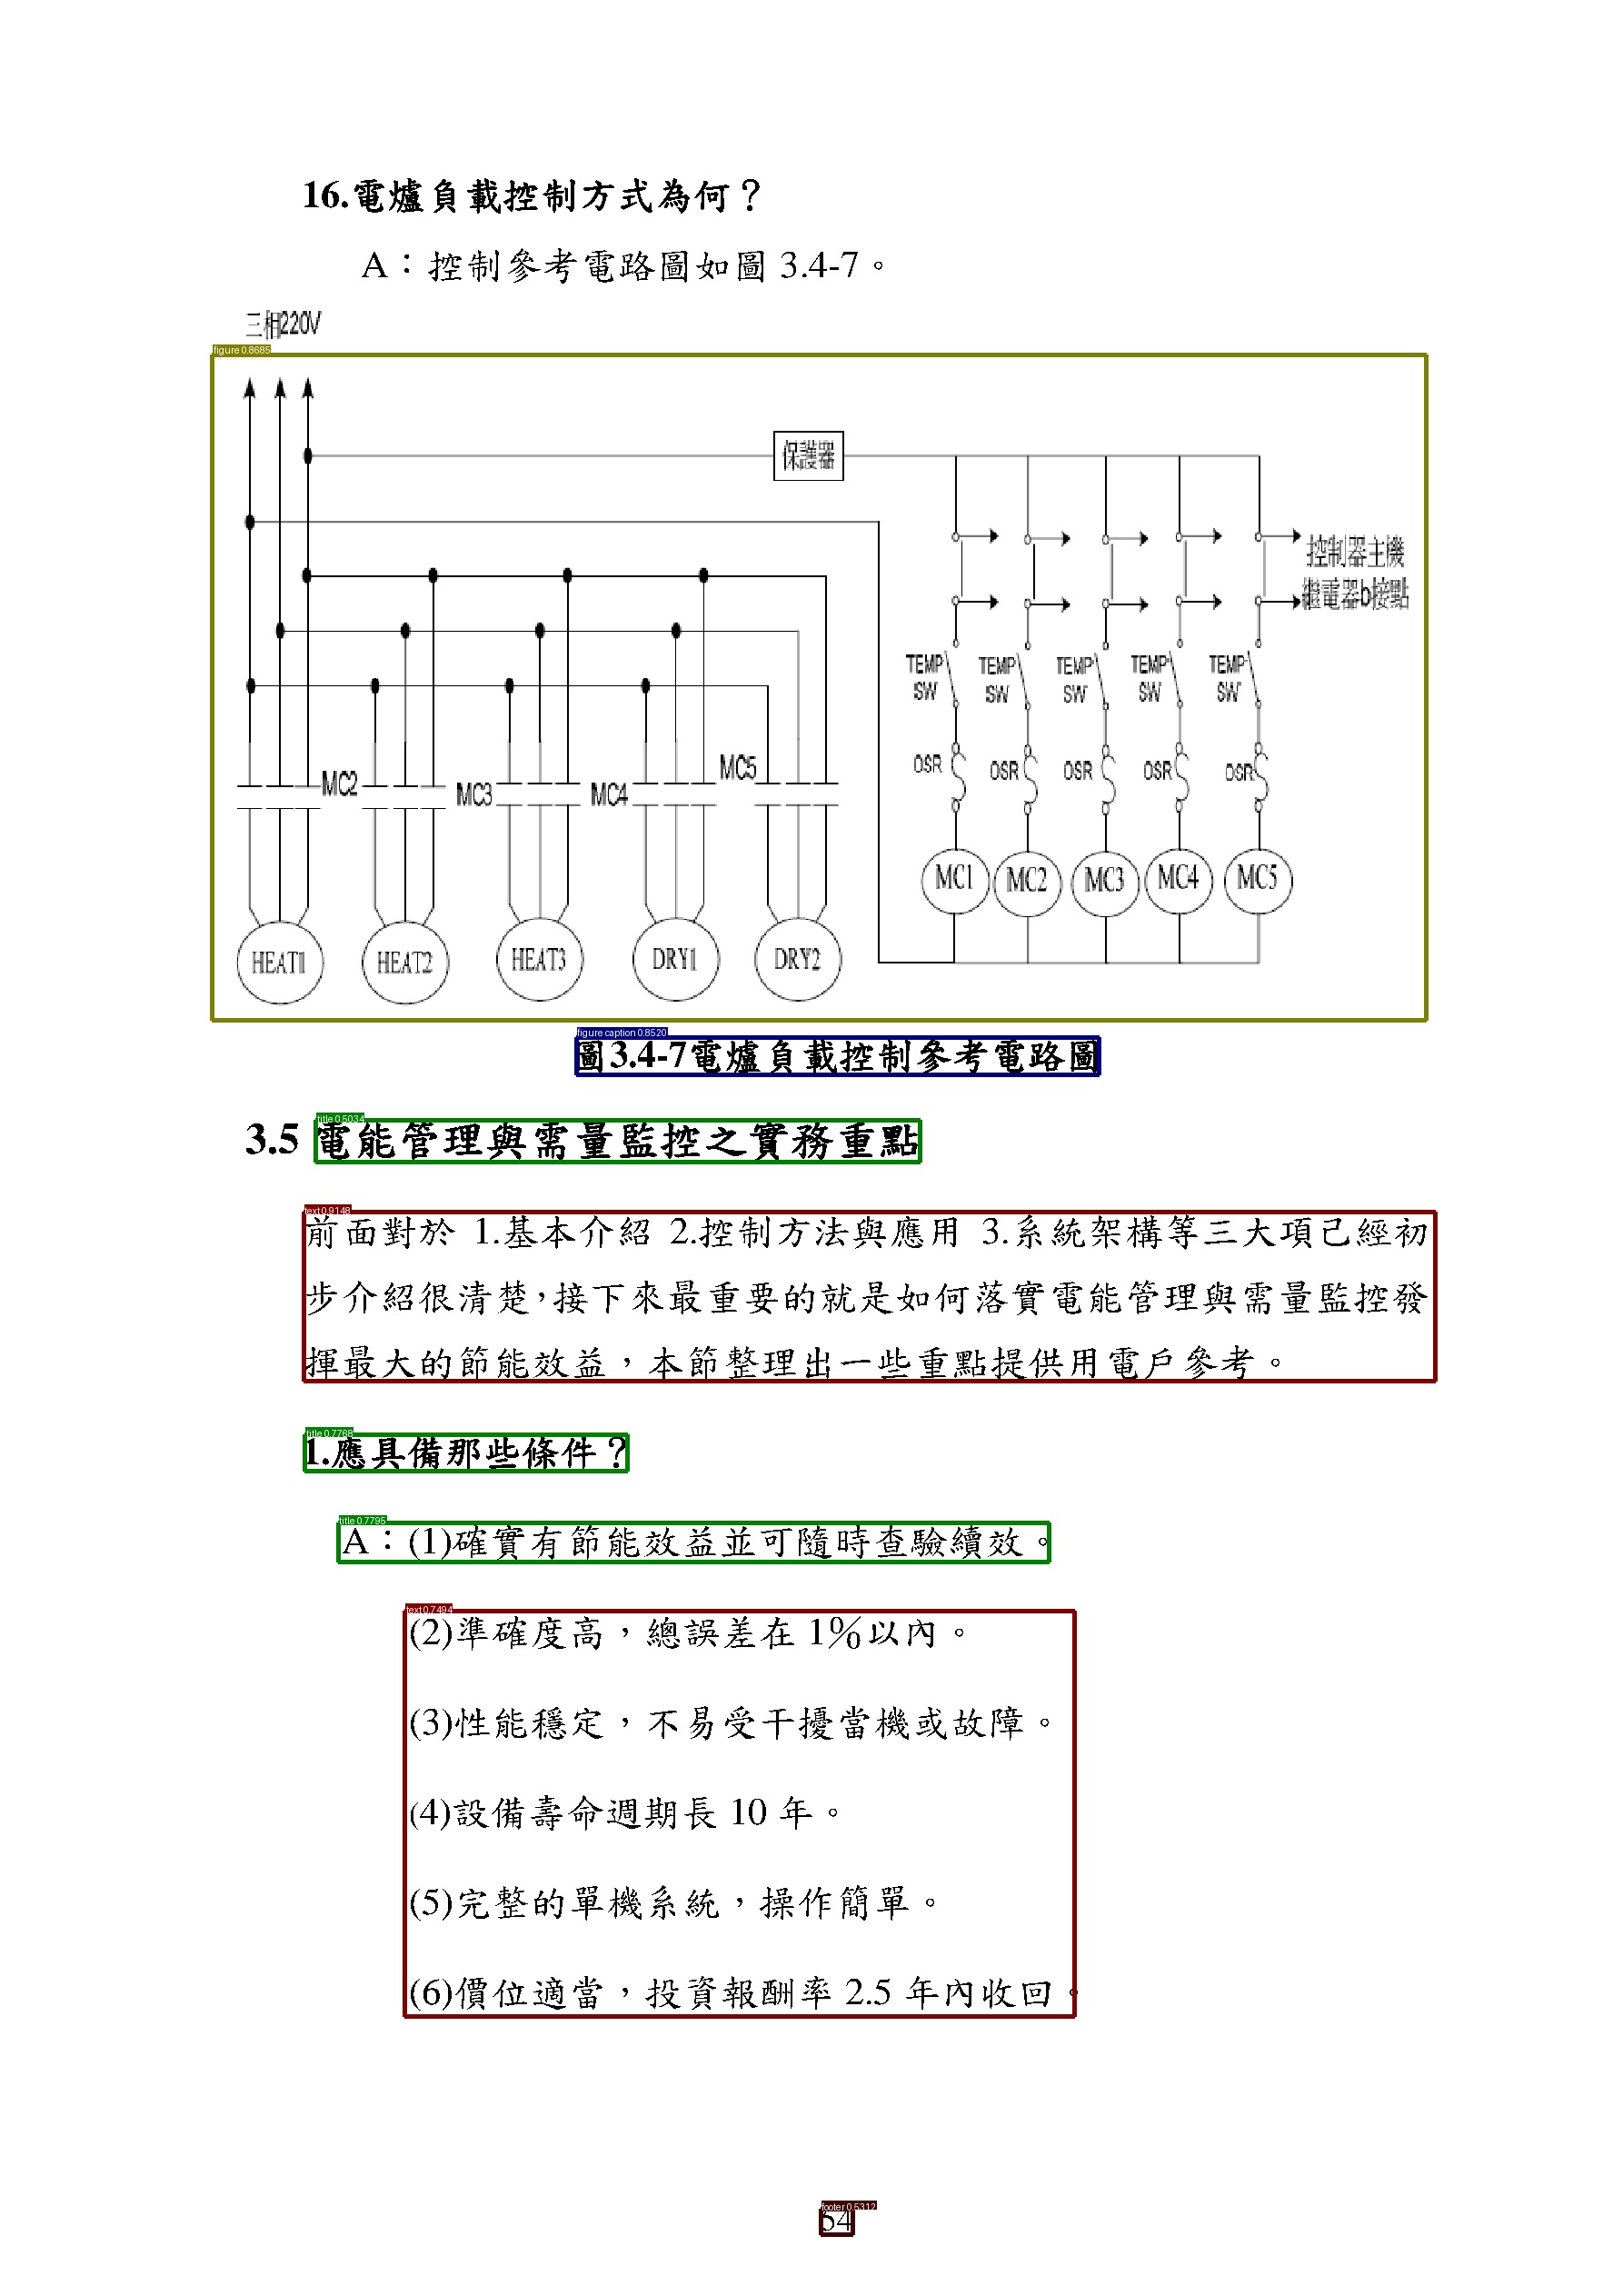 16.電爐負載控制方式為何？
A：控制參考電路圖如圖 3.4-7。
三相220V
figure 0.8685
保護器
控制器主機
繼電器b接點
TEMP SW
TEMP SW
TEMP SW
TEMP SW
TEMP SW
OSR
OSR
OSR
OSR
OSR
MC2
MC3
MC4
MC5
MC1
MC2
MC3
MC4
MC5
HEAT1
HEAT2
HEAT3
DRY1
DRY2
figure caption 0.8520
圖3.4-7電爐負載控制參考電路圖
title 0.5034
3.5 電能管理與需量監控之實務重點
text 0.9148
前面對於 1.基本介紹 2.控制方法與應用 3.系統架構等三大項已經初
步介紹很清楚，接下來最重要的就是如何落實電能管理與需量監控發
揮最大的節能效益，本節整理出一些重點提供用電戶參考。
title 0.7768
1.應具備那些條件？
title 0.7795
A：(1)確實有節能效益並可隨時查驗績效。
text 0.7494
(2)準確度高，總誤差在 1％以內。
(3)性能穩定，不易受干擾當機或故障。
(4)設備壽命週期長 10 年。
(5)完整的單機系統，操作簡單。
(6)價位適當，投資報酬率 2.5 年內收回。
footer 0.5312
54